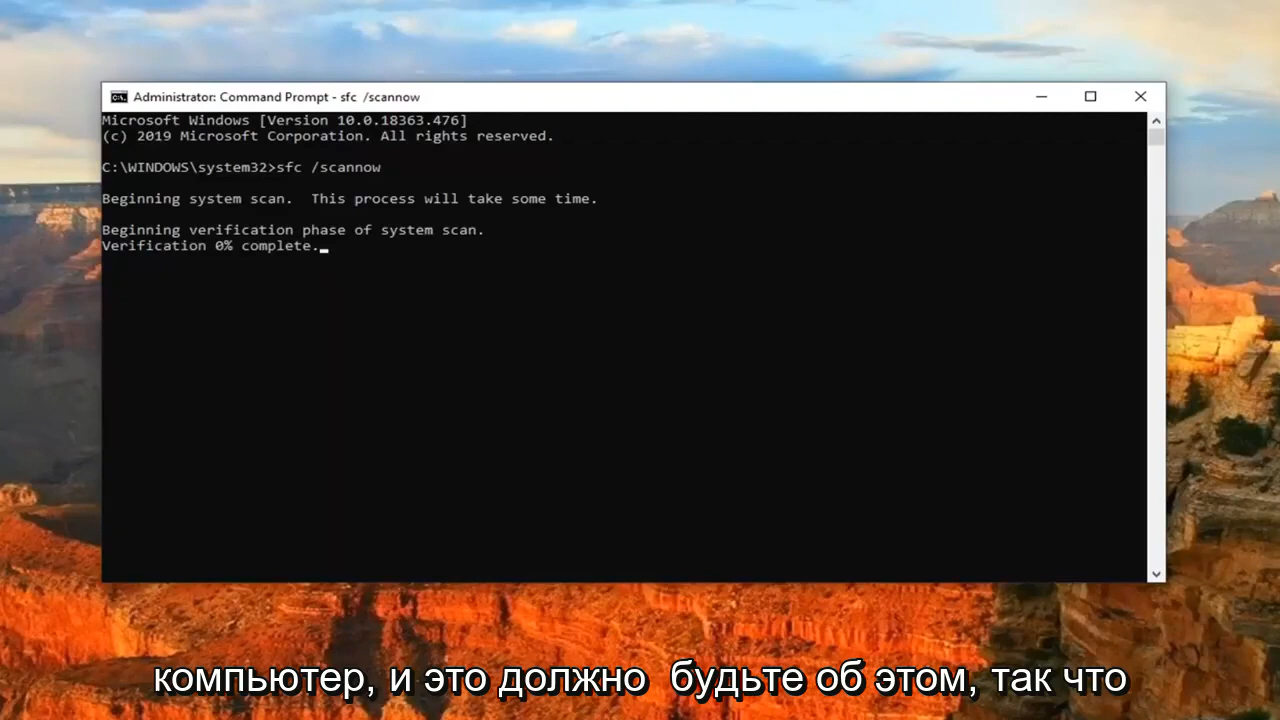 Administrator: Command Prompt - sfc /scannow
Microsoft Windows [Version 10.0.18363.476]
(c) 2019 Microsoft Corporation. All rights reserved.
C:\WINDOWS\system32>sfc /scannow
Beginning system scan.  This process will take some time.
Beginning verification phase of system scan.
Verification 0% complete.
компьютер, и это должно будьте об этом, так что